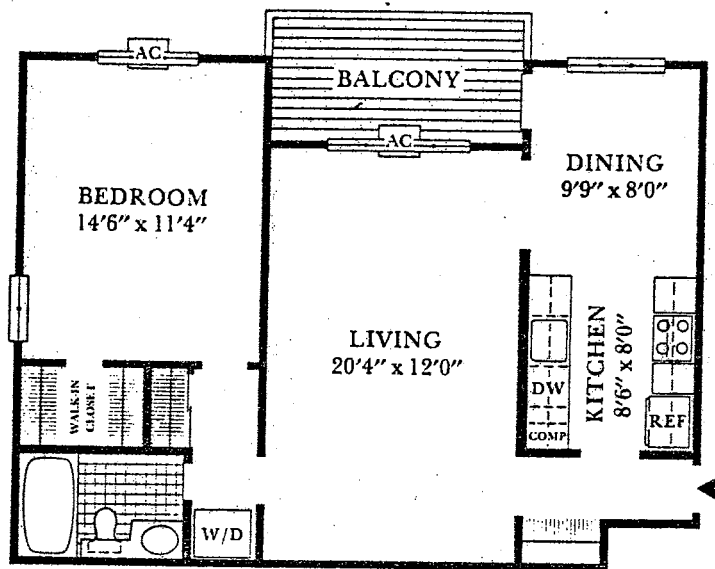 AC
BALCONY
AC
DINING
9'9" x 8'0"
BEDROOM
14'6" x 11'4"
LIVING
20'4" x 12'0"
KITCHEN
8'6" x 8'0"
DW
COMP
REF
WALK-IN
CLOSET
W/D